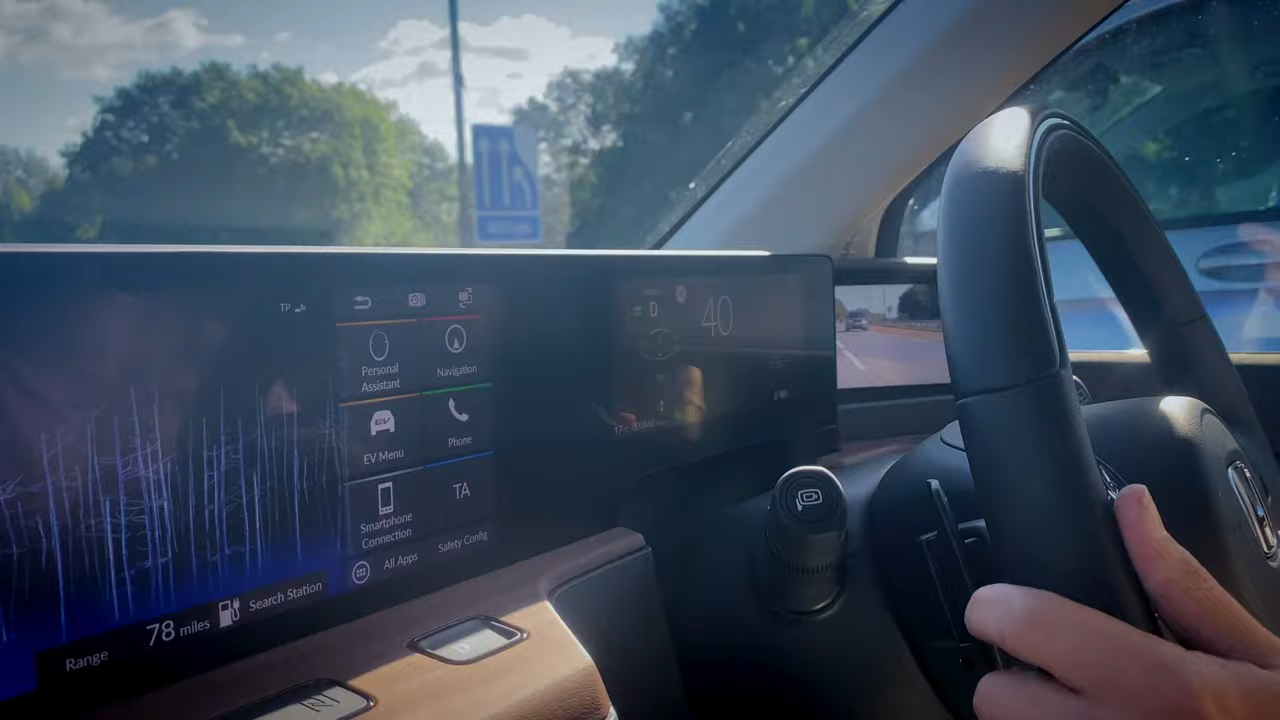 TP
Personal
Assistant
Navigation
EV
EV Menu
Phone
Smartphone
Connection
TA
All Apps
Safety Config
Range
78 miles
Search Station
D
40